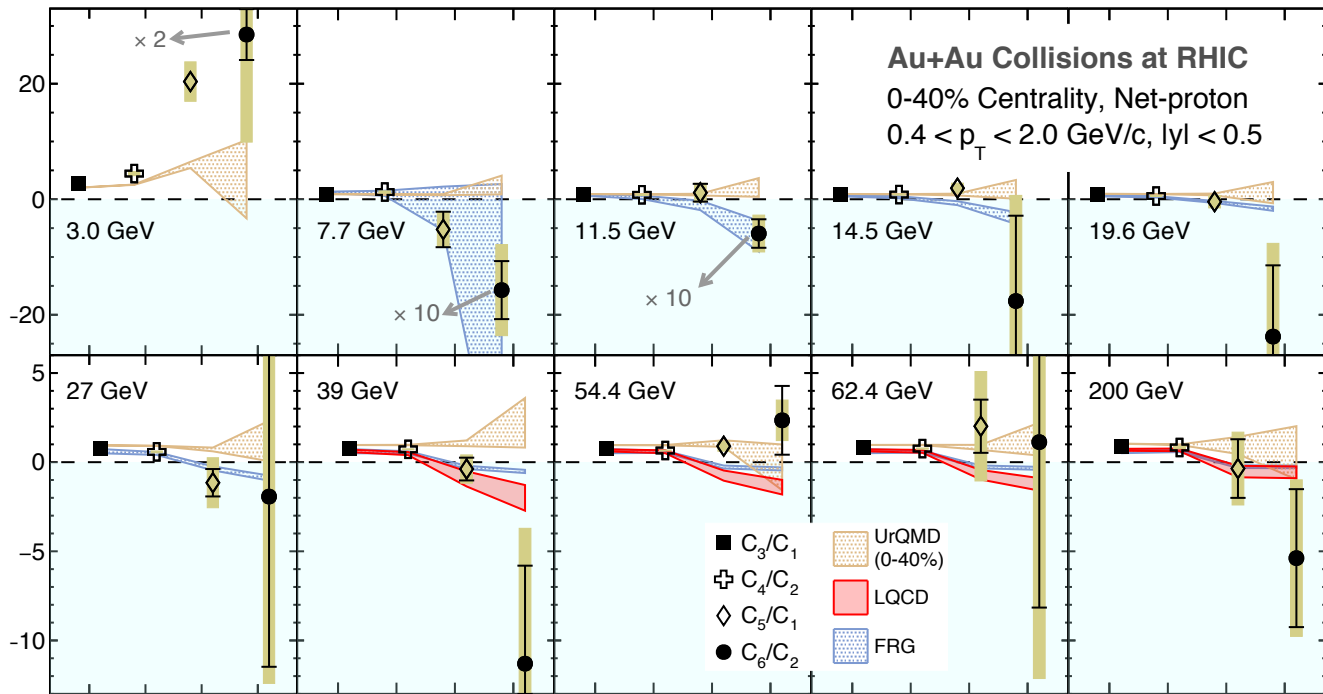 × 2
Au+Au Collisions at RHIC
0-40% Centrality, Net-proton
0.4 < p_T < 2.0 GeV/c, |y| < 0.5
20
0
-20
3.0 GeV
7.7 GeV
× 10
11.5 GeV
× 10
14.5 GeV
19.6 GeV
5
0
-5
-10
27 GeV
39 GeV
54.4 GeV
62.4 GeV
200 GeV
C_3/C_1
C_4/C_2
C_5/C_1
C_6/C_2
UrQMD
(0-40%)
LQCD
FRG